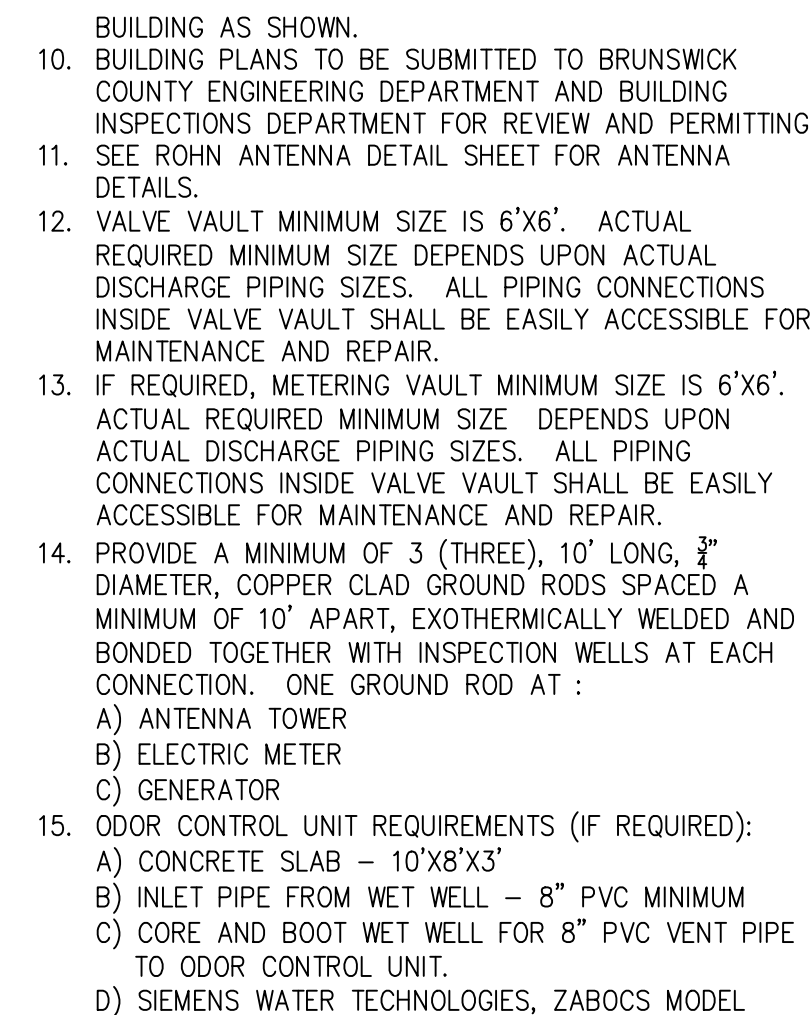 BUILDING AS SHOWN.
10. BUILDING PLANS TO BE SUBMITTED TO BRUNSWICK
COUNTY ENGINEERING DEPARTMENT AND BUILDING
INSPECTIONS DEPARTMENT FOR REVIEW AND PERMITTING
11. SEE ROHN ANTENNA DETAIL SHEET FOR ANTENNA
DETAILS.
12. VALVE VAULT MINIMUM SIZE IS 6'X6'. ACTUAL
REQUIRED MINIMUM SIZE DEPENDS UPON ACTUAL
DISCHARGE PIPING SIZES. ALL PIPING CONNECTIONS
INSIDE VALVE VAULT SHALL BE EASILY ACCESSIBLE FOR
MAINTENANCE AND REPAIR.
13. IF REQUIRED, METERING VAULT MINIMUM SIZE IS 6'X6'.
ACTUAL REQUIRED MINIMUM SIZE DEPENDS UPON
ACTUAL DISCHARGE PIPING SIZES. ALL PIPING
CONNECTIONS INSIDE VALVE VAULT SHALL BE EASILY
ACCESSIBLE FOR MAINTENANCE AND REPAIR.
14. PROVIDE A MINIMUM OF 3 (THREE), 10' LONG, ¾"
DIAMETER, COPPER CLAD GROUND RODS SPACED A
MINIMUM OF 10' APART, EXOTHERMICALLY WELDED AND
BONDED TOGETHER WITH INSPECTION WELLS AT EACH
CONNECTION. ONE GROUND ROD AT :
A) ANTENNA TOWER
B) ELECTRIC METER
C) GENERATOR
15. ODOR CONTROL UNIT REQUIREMENTS (IF REQUIRED):
A) CONCRETE SLAB – 10'X8'X3'
B) INLET PIPE FROM WET WELL – 8" PVC MINIMUM
C) CORE AND BOOT WET WELL FOR 8" PVC VENT PIPE
TO ODOR CONTROL UNIT.
D) SIEMENS WATER TECHNOLOGIES, ZABOCS MODEL